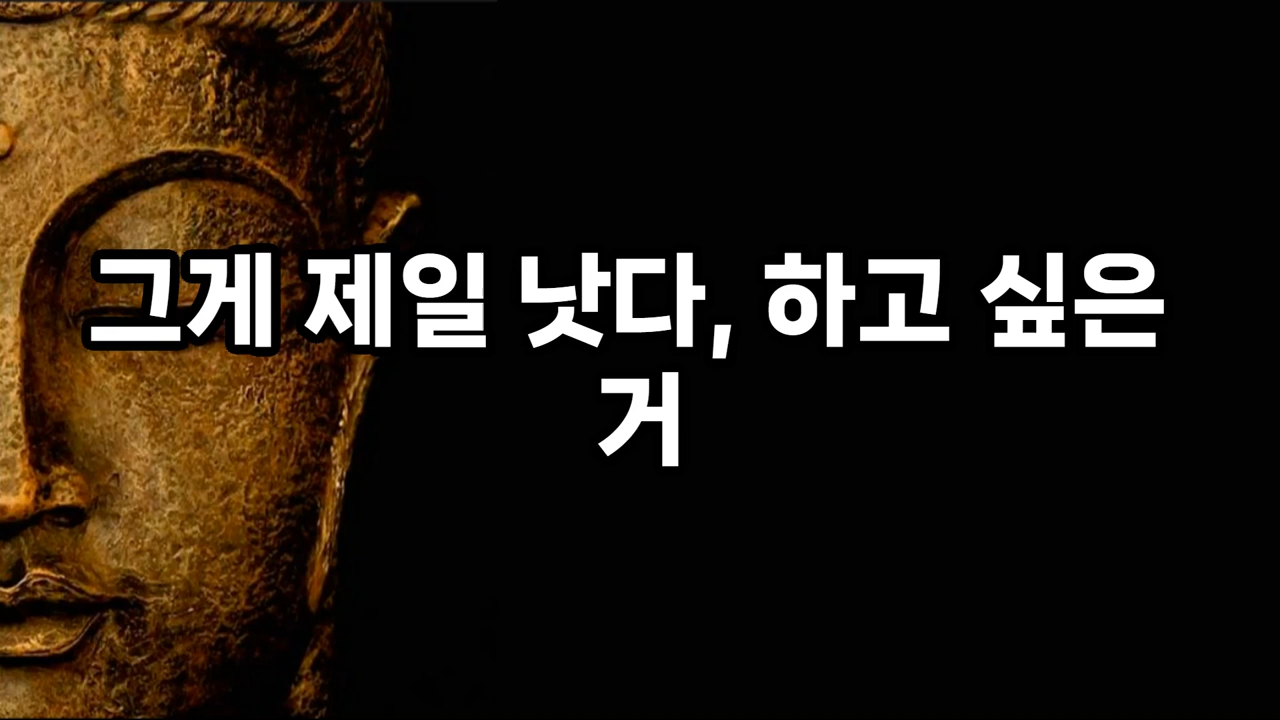 그게 제일 낫다, 하고 싶은
거